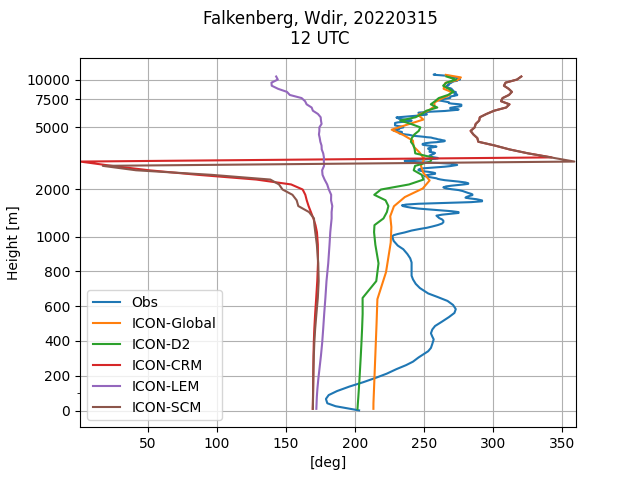 Falkenberg, Wdir, 20220315
12 UTC
Height [m]
10000
7500
5000
2000
1000
800
600
400
200
0
Obs
ICON-Global
ICON-D2
ICON-CRM
ICON-LEM
ICON-SCM
50 100 150 200 250 300 350
[deg]